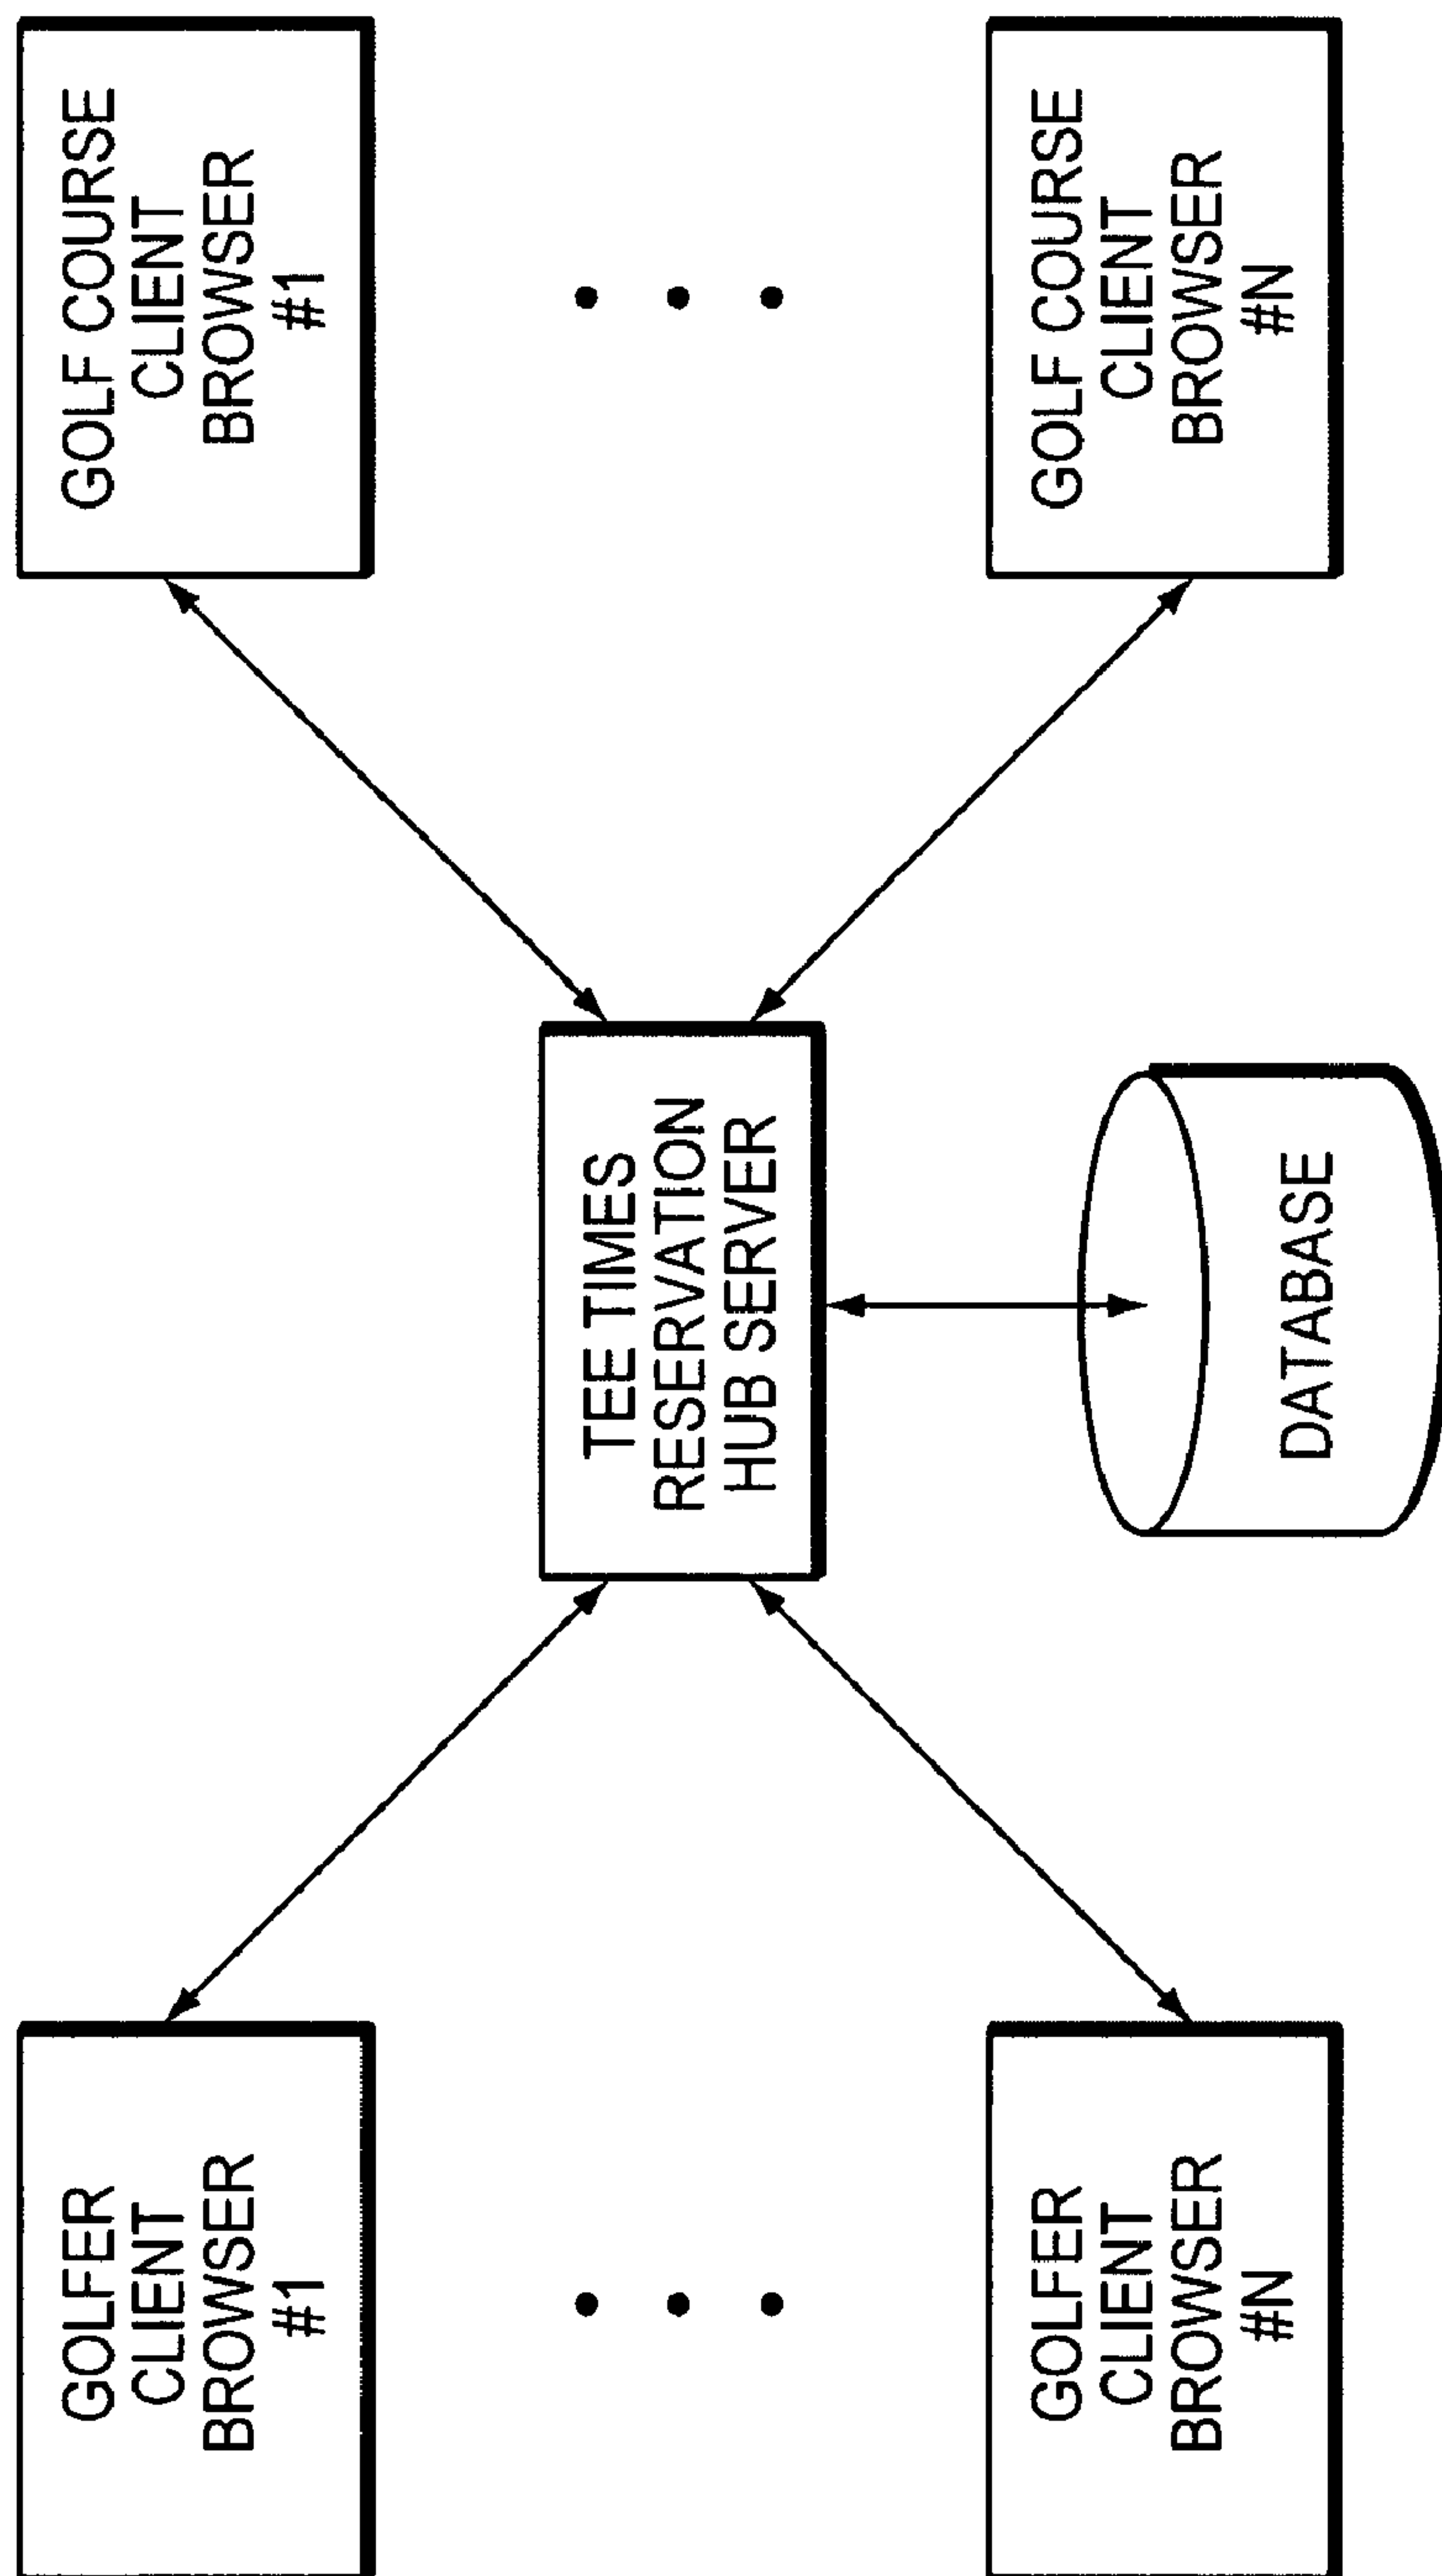 GOLFER
CLIENT
BROWSER
#1
GOLFER
CLIENT
BROWSER
#N
TEE TIMES
RESERVATION
HUB SERVER
DATABASE
GOLF COURSE
CLIENT
BROWSER
#1
GOLF COURSE
CLIENT
BROWSER
#N